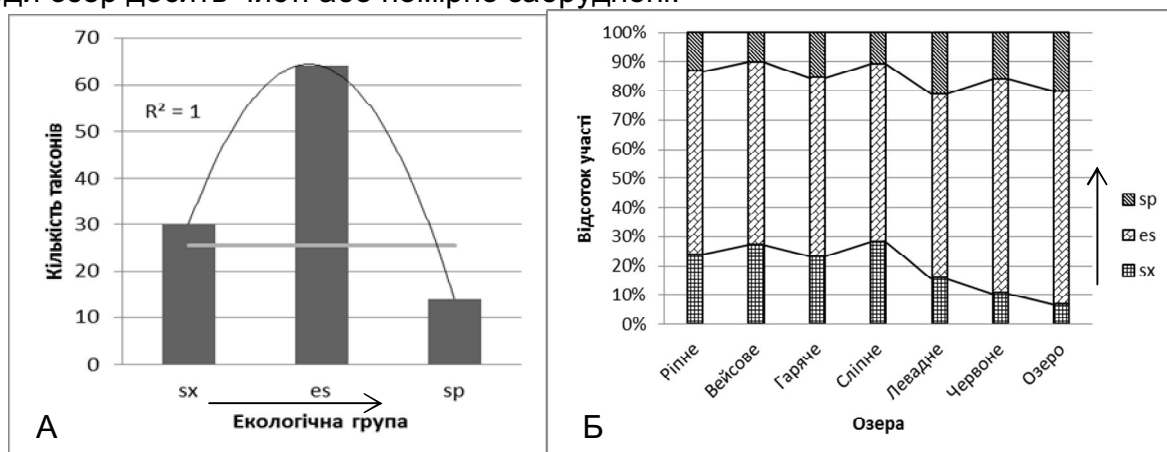 ди озер досить чисті або помірно забруднені.
70
60
50
40
30
20
10
0
Кількість таксонів
R² = 1
sx
es
sp
Екологічна група
А
100%
90%
80%
70%
60%
50%
40%
30%
20%
10%
0%
Відсоток участі
Ріпне
Вейсове
Гаряче
Сліпне
Левадне
Червоне
Озеро
Озера
sp
es
sx
Б